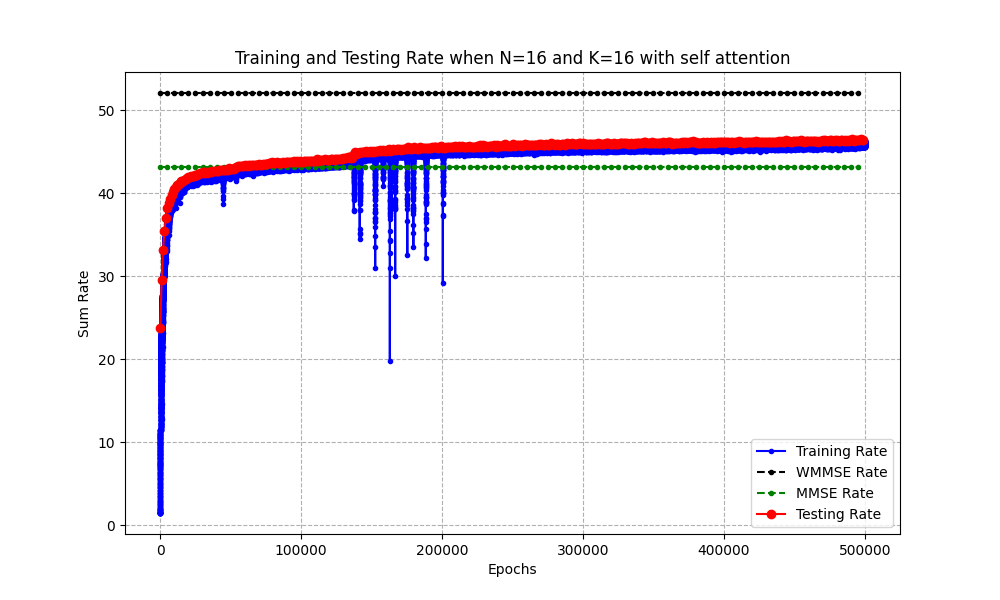 Training and Testing Rate when N=16 and K=16 with self attention
Sum Rate
50
40
30
20
10
0
Training Rate
WMMSE Rate
MMSE Rate
Testing Rate
0 100000 200000 300000 400000 500000
Epochs